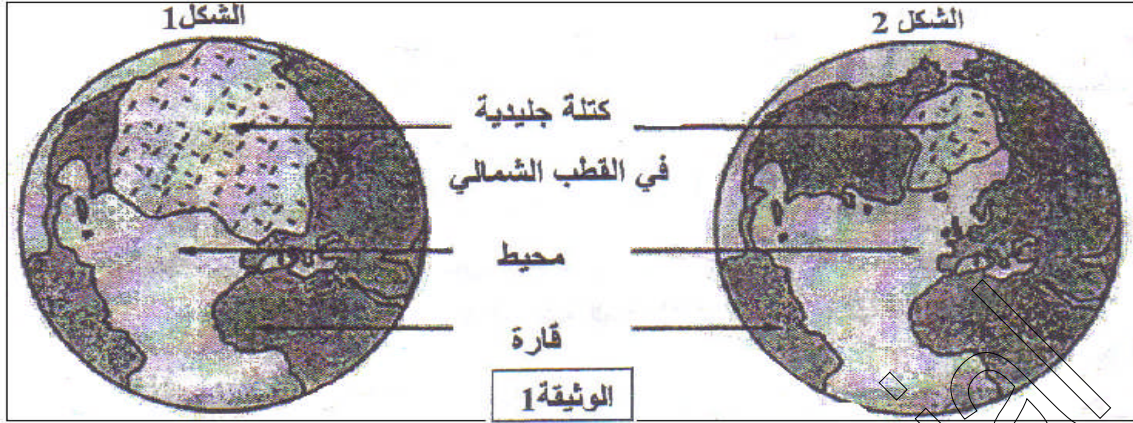 الشكل1
الشكل 2
كتلة جليدية
في القطب الشمالي
محيط
قارة
الوثيقة1